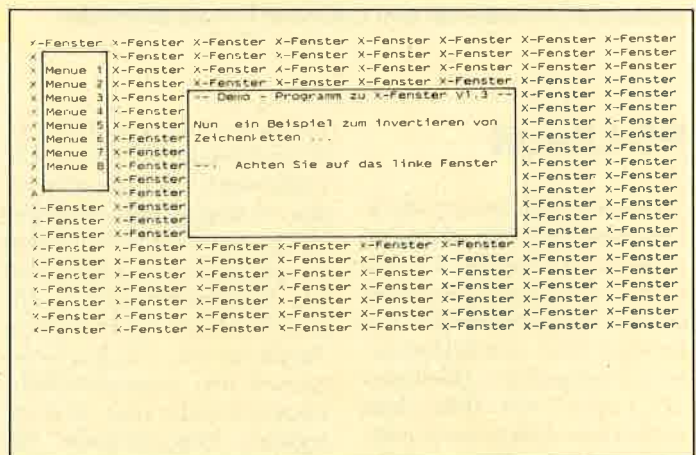 X-Fenster X-Fenster X-Fenster X-Fenster X-Fenster X-Fenster X-Fenster X-Fenster
X X-Fenster X-Fenster X-Fenster X-Fenster X-Fenster X-Fenster X-Fenster
X Menue 1 X-Fenster X-Fenster X-Fenster X-Fenster X-Fenster X-Fenster X-Fenster
X Menue 2 X-Fenster X-Fenster X-Fenster X-Fenster X-Fenster X-Fenster X-Fenster
X Menue 3 X-Fenster -- Demo - Programm zu X-Fenster V1.3 -- X-Fenster X-Fenster
X Menue 4 X-Fenster X-Fenster X-Fenster
X Menue 5 X-Fenster Nun ein Beispiel zum invertieren von X-Fenster X-Fenster
X Menue 6 X-Fenster Zeichenketten ... X-Fenster X-Fenster
X Menue 7 X-Fenster X-Fenster X-Fenster
X Menue 8 X-Fenster ... Achten Sie auf das linke Fenster X-Fenster X-Fenster
X X-Fenster X-Fenster X-Fenster
X X-Fenster X-Fenster X-Fenster
X-Fenster X-Fenster X-Fenster X-Fenster
X-Fenster X-Fenster X-Fenster X-Fenster
X-Fenster X-Fenster X-Fenster X-Fenster
X-Fenster X-Fenster X-Fenster X-Fenster X-Fenster X-Fenster X-Fenster X-Fenster
X-Fenster X-Fenster X-Fenster X-Fenster X-Fenster X-Fenster X-Fenster X-Fenster
X-Fenster X-Fenster X-Fenster X-Fenster X-Fenster X-Fenster X-Fenster X-Fenster
X-Fenster X-Fenster X-Fenster X-Fenster X-Fenster X-Fenster X-Fenster X-Fenster
X-Fenster X-Fenster X-Fenster X-Fenster X-Fenster X-Fenster X-Fenster X-Fenster
X-Fenster X-Fenster X-Fenster X-Fenster X-Fenster X-Fenster X-Fenster X-Fenster
X-Fenster X-Fenster X-Fenster X-Fenster X-Fenster X-Fenster X-Fenster X-Fenster